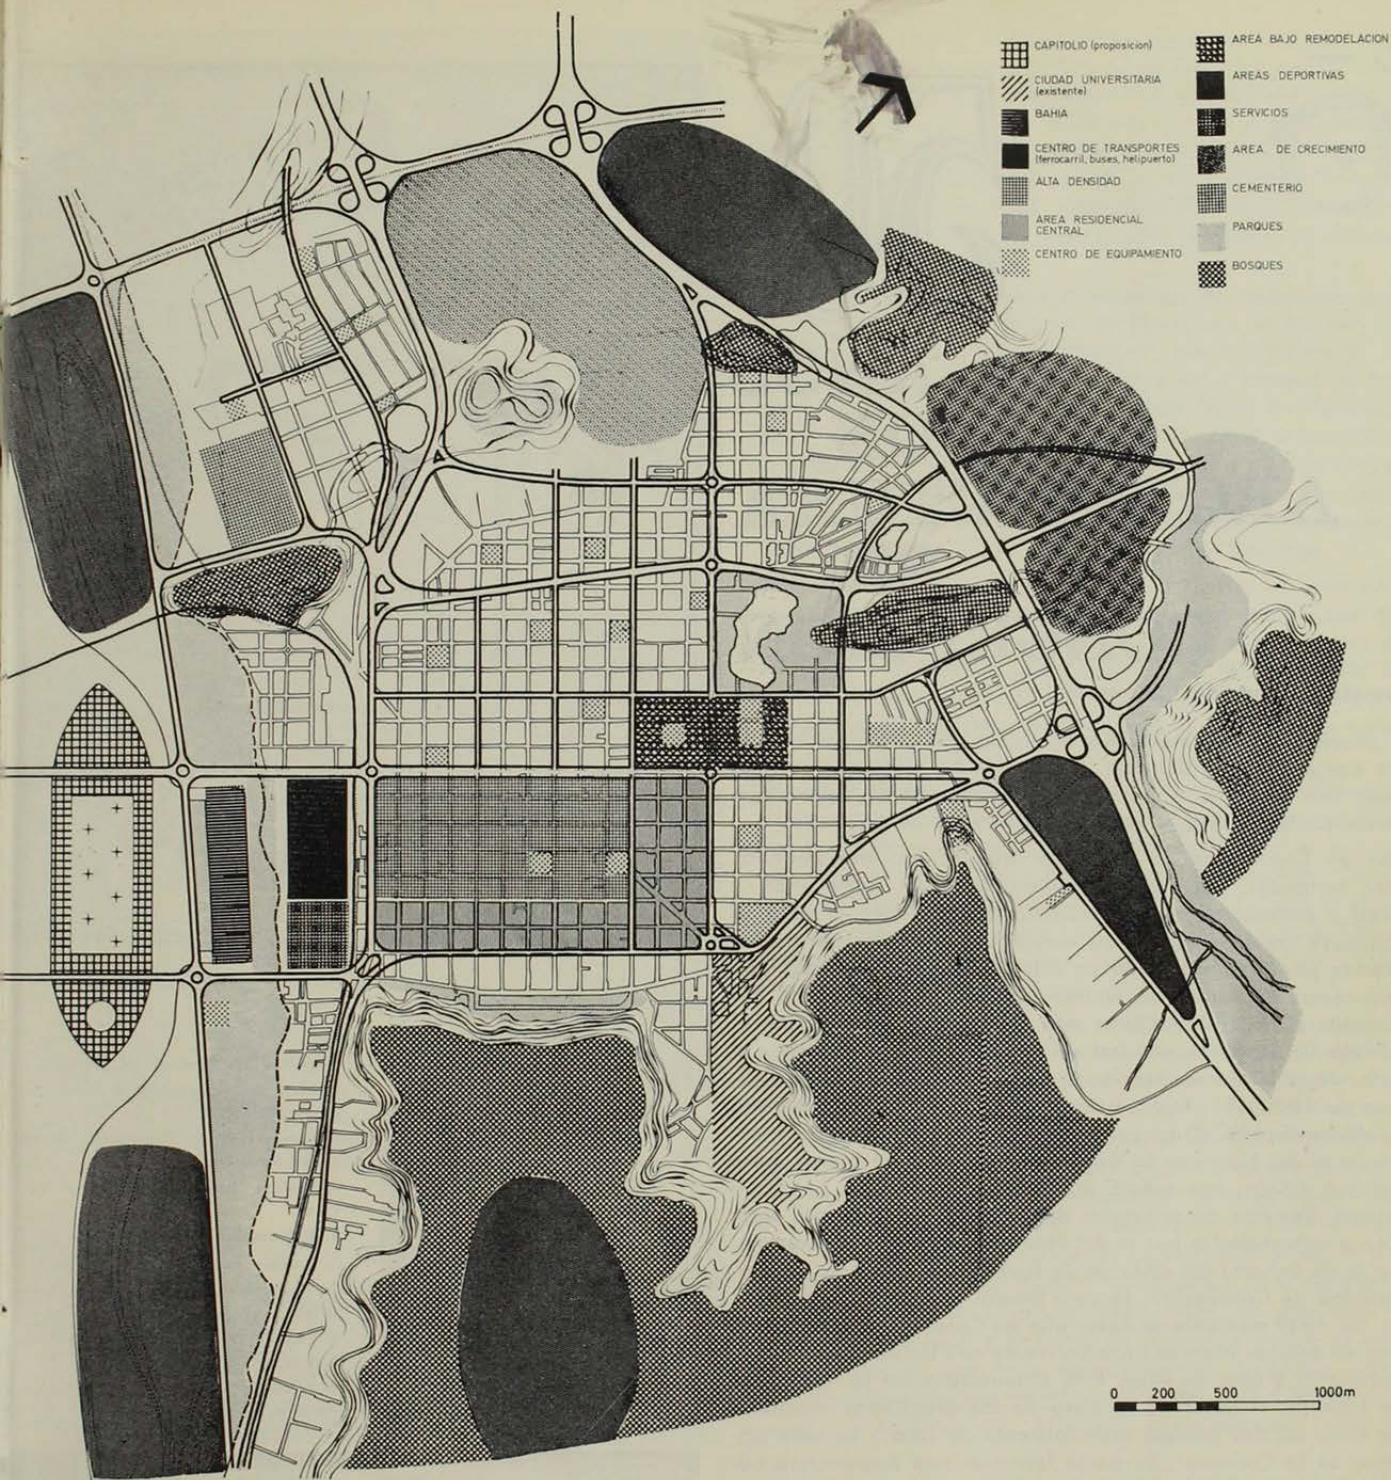 CAPITOLIO (proposicion)
CIUDAD UNIVERSITARIA
(existente)
BAHIA
CENTRO DE TRANSPORTES
(ferrocarril, buses, helipuerto)
ALTA DENSIDAD
AREA RESIDENCIAL
CENTRAL
CENTRO DE EQUIPAMIENTO
AREA BAJO REMODELACION
AREAS DEPORTIVAS
SERVICIOS
AREA DE CRECIMIENTO
CEMENTERIO
PARQUES
BOSQUES
0 200 500 1000m